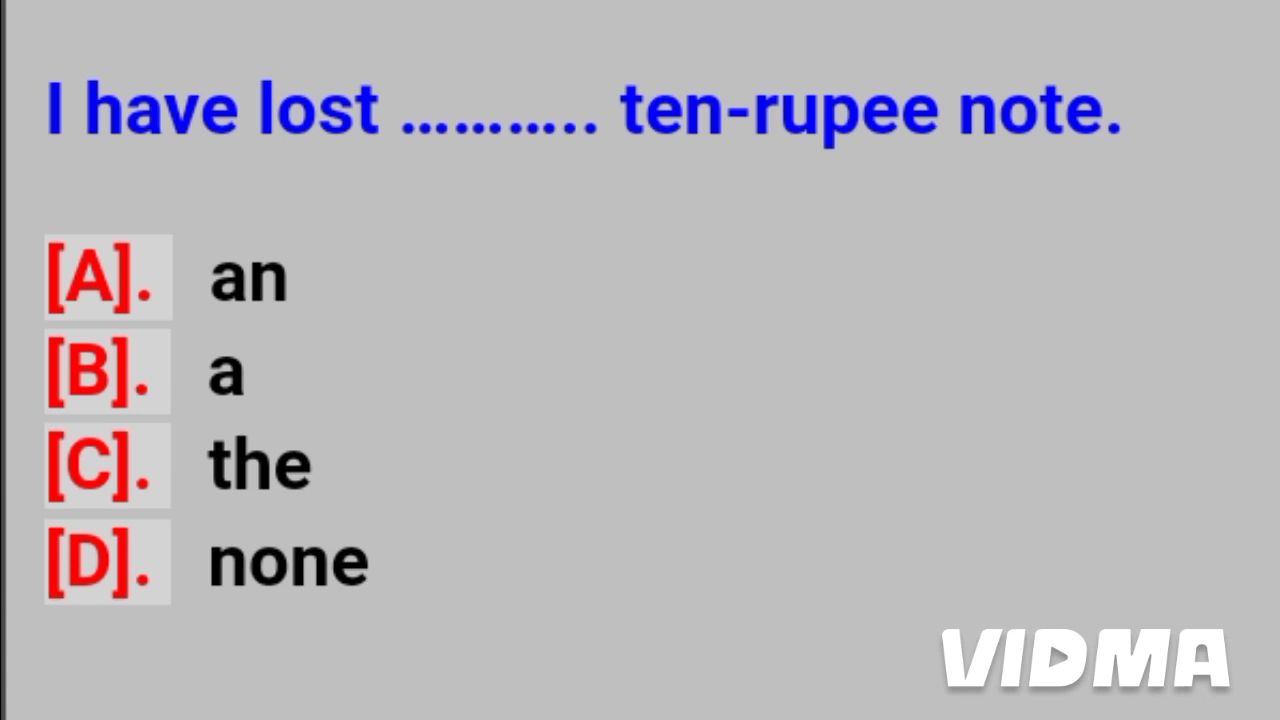 I have lost ……….. ten-rupee note.
[A]. an
[B]. a
[C]. the
[D]. none
VIDMA